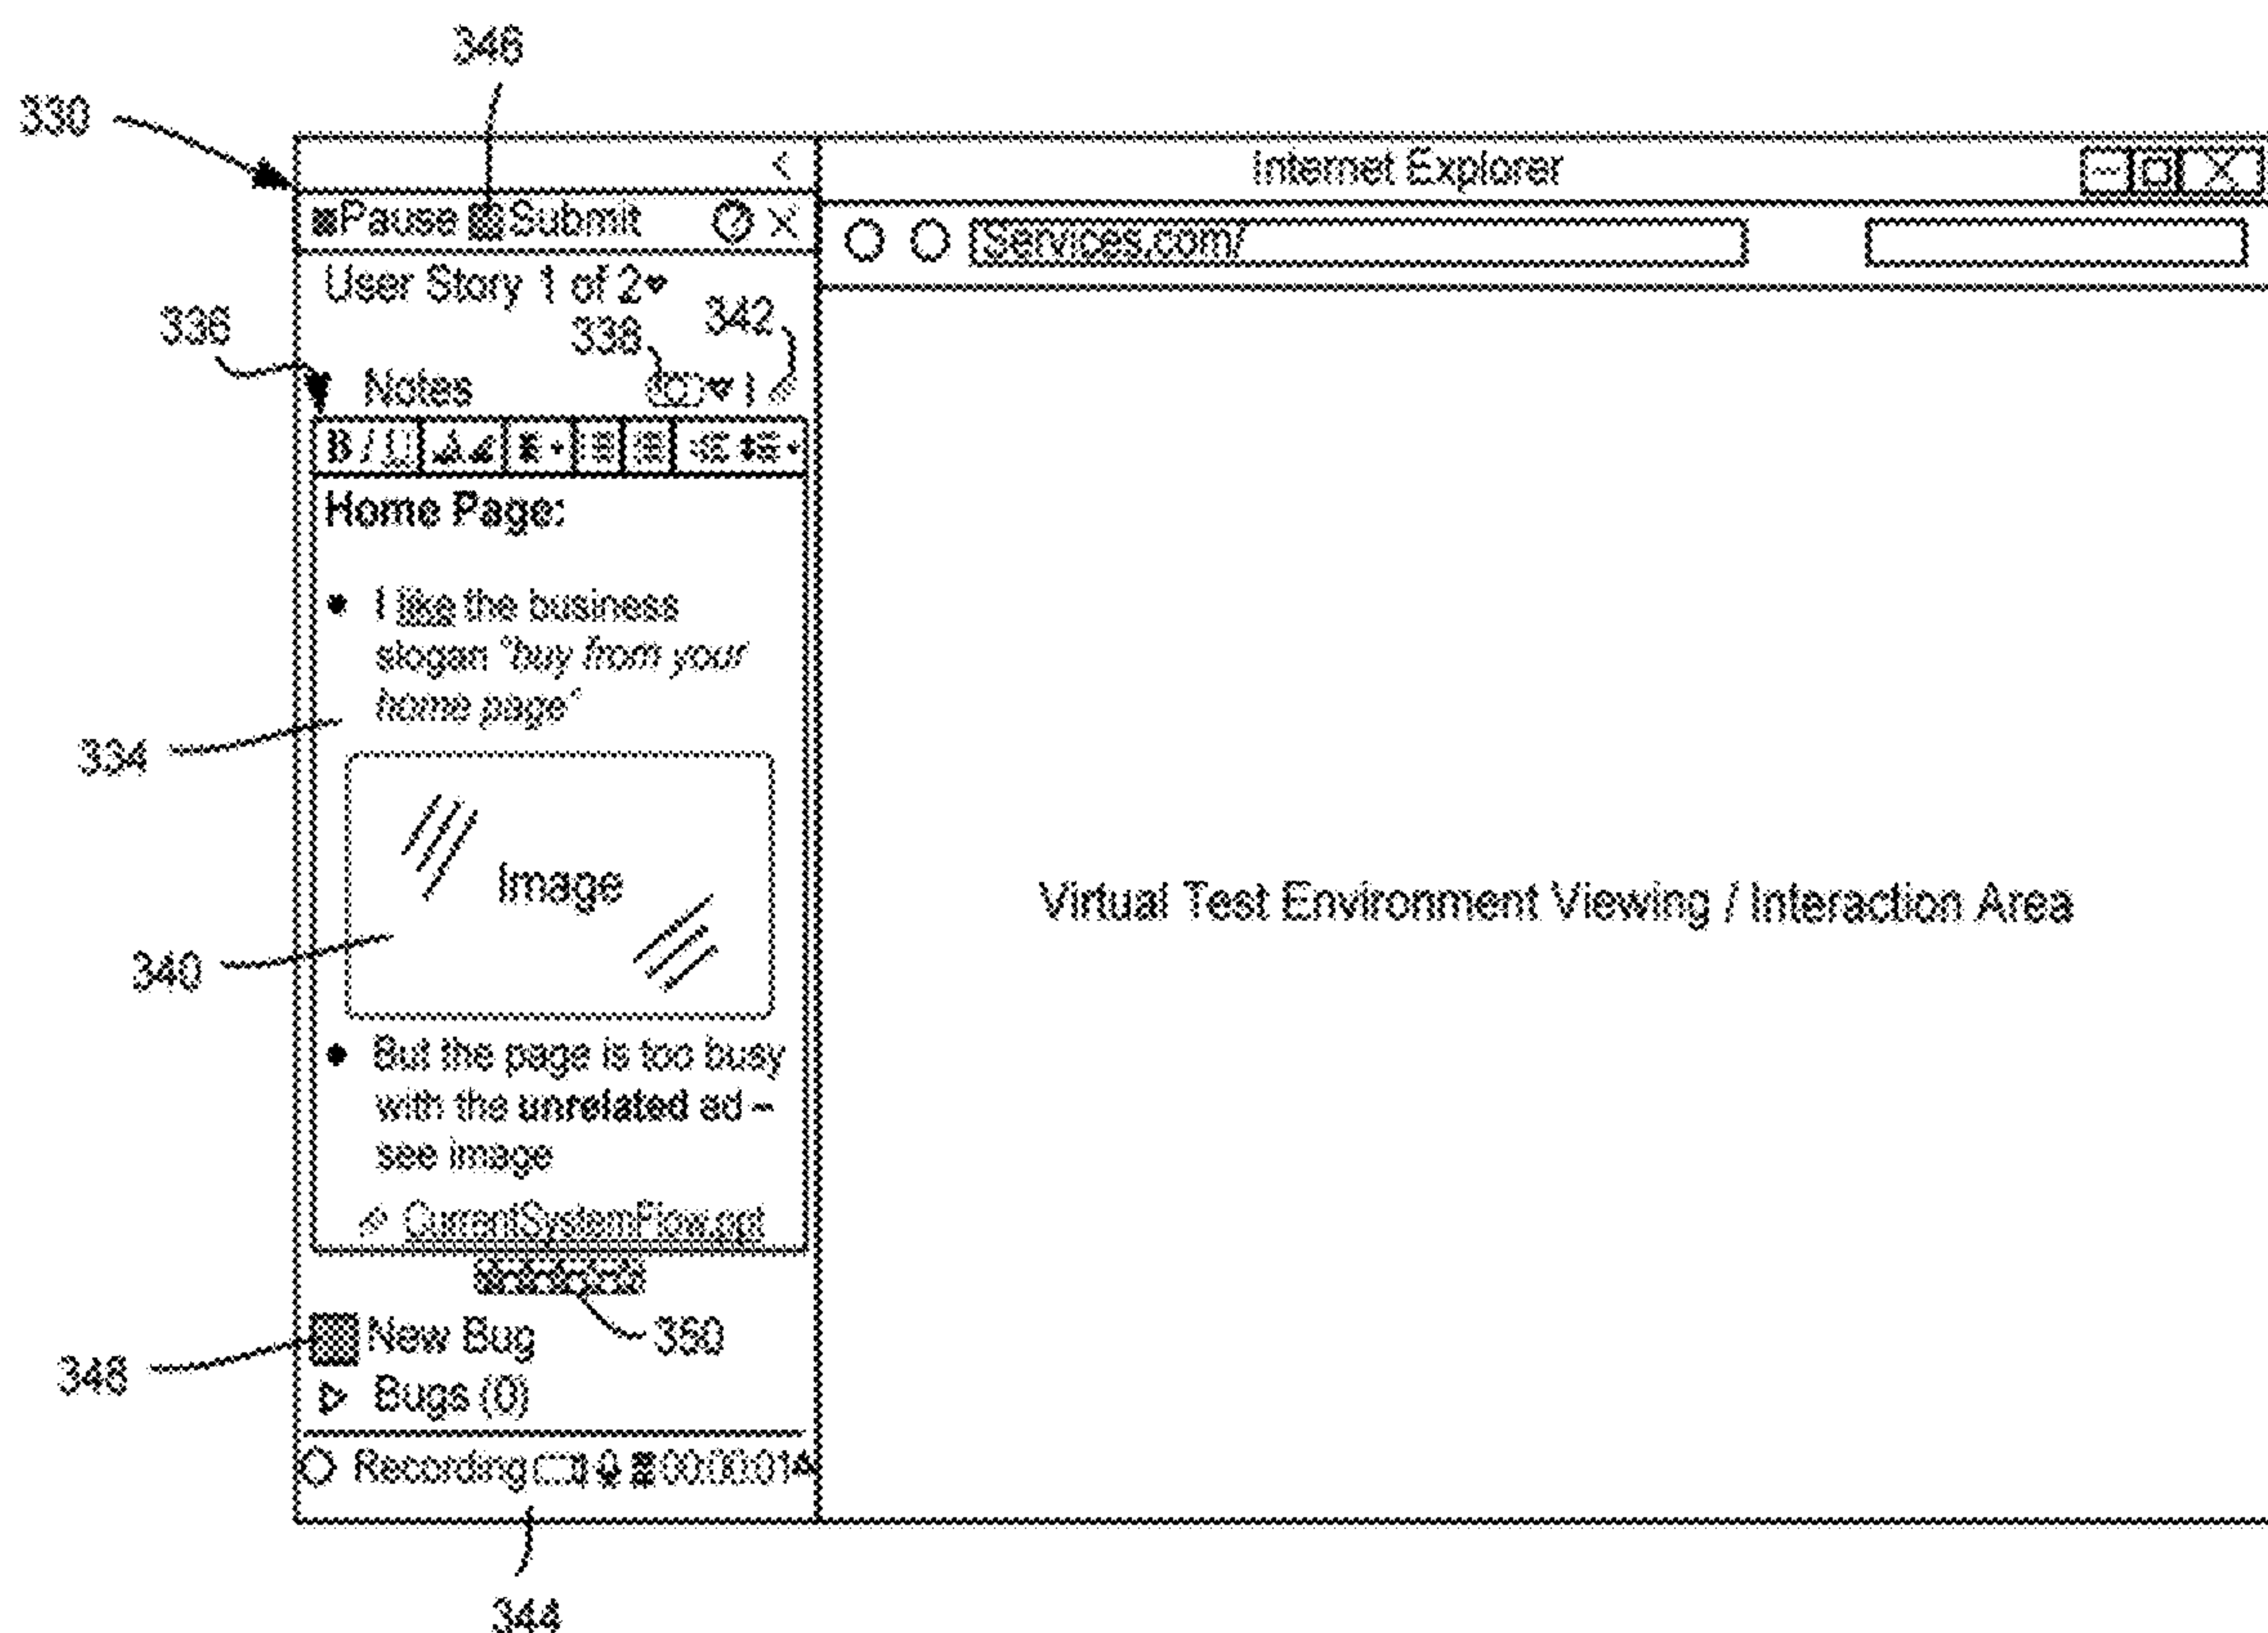 346
330
<
Internet Explorer
Pause Submit
Services.com/
User Story 1 of 2
336
338
342
Notes
B I U A
Home Page:
• I like the business
slogan "buy from your
home page"
334
Image
Virtual Test Environment Viewing / Interaction Area
340
• But the page is too busy
with the unrelated ad –
see image
CurrentSystemFlow.ppt
348
New Bug
350
Bugs (0)
Recording 00:00:01
344